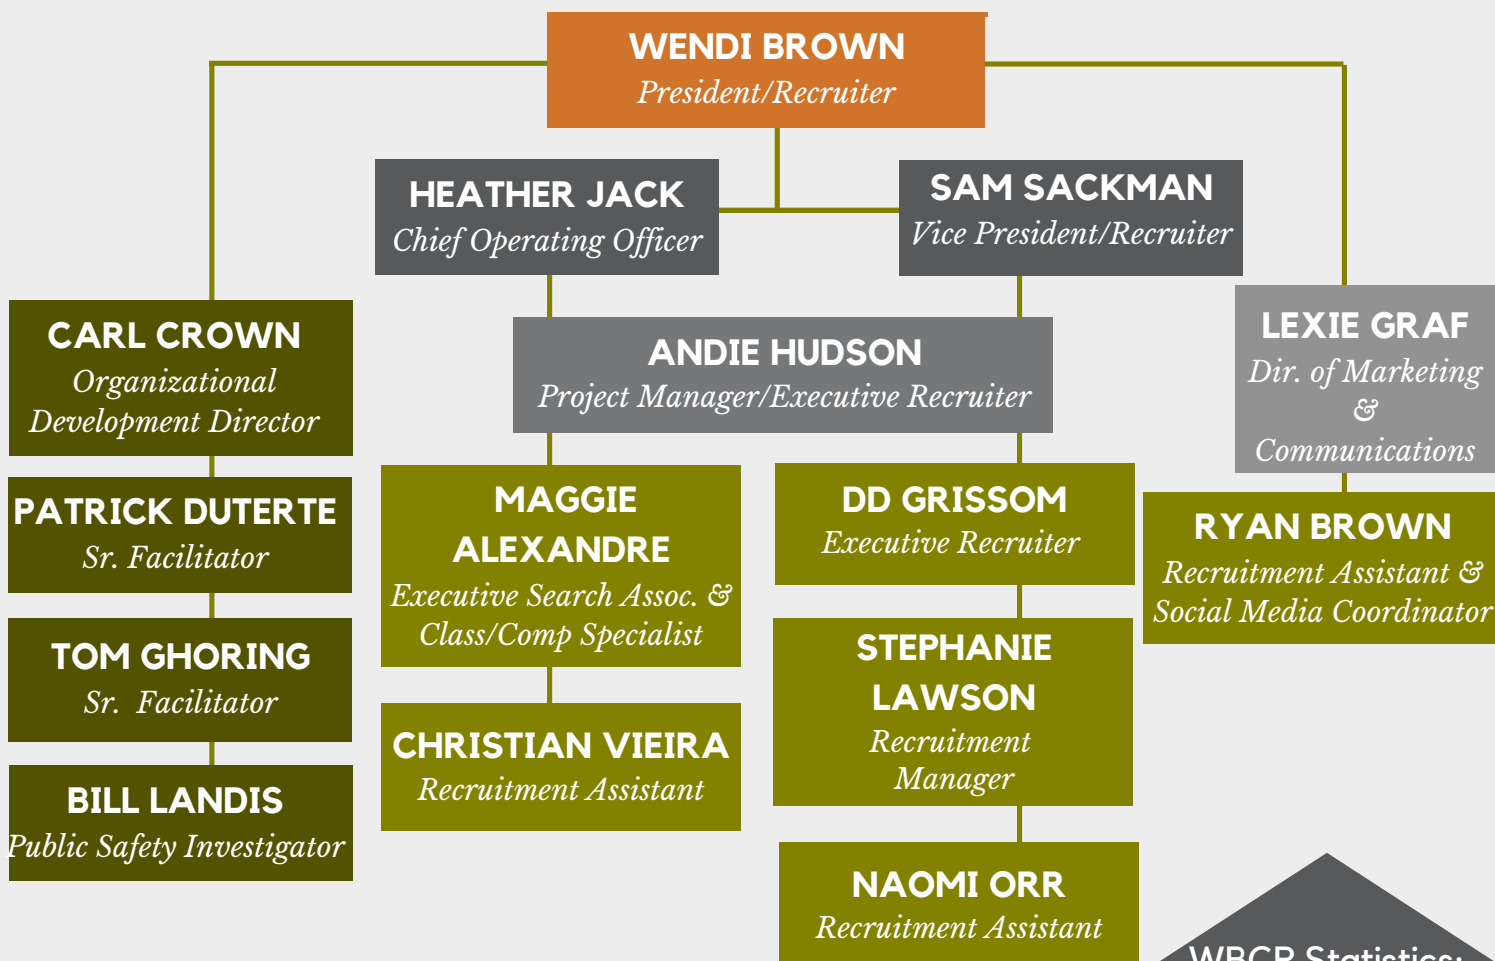 WENDI BROWN
President/Recruiter
HEATHER JACK
Chief Operating Officer
SAM SACKMAN
Vice President/Recruiter
CARL CROWN
Organizational
Development Director
ANDIE HUDSON
Project Manager/Executive Recruiter
LEXIE GRAF
Dir. of Marketing
&
Communications
PATRICK DUTERTE
Sr. Facilitator
MAGGIE
ALEXANDRE
Executive Search Assoc. &
Class/Comp Specialist
DD GRISSOM
Executive Recruiter
RYAN BROWN
Recruitment Assistant &
Social Media Coordinator
TOM GHORING
Sr. Facilitator
STEPHANIE
LAWSON
Recruitment
Manager
CHRISTIAN VIEIRA
Recruitment Assistant
BILL LANDIS
Public Safety Investigator
NAOMI ORR
Recruitment Assistant
WBCP Statistics: